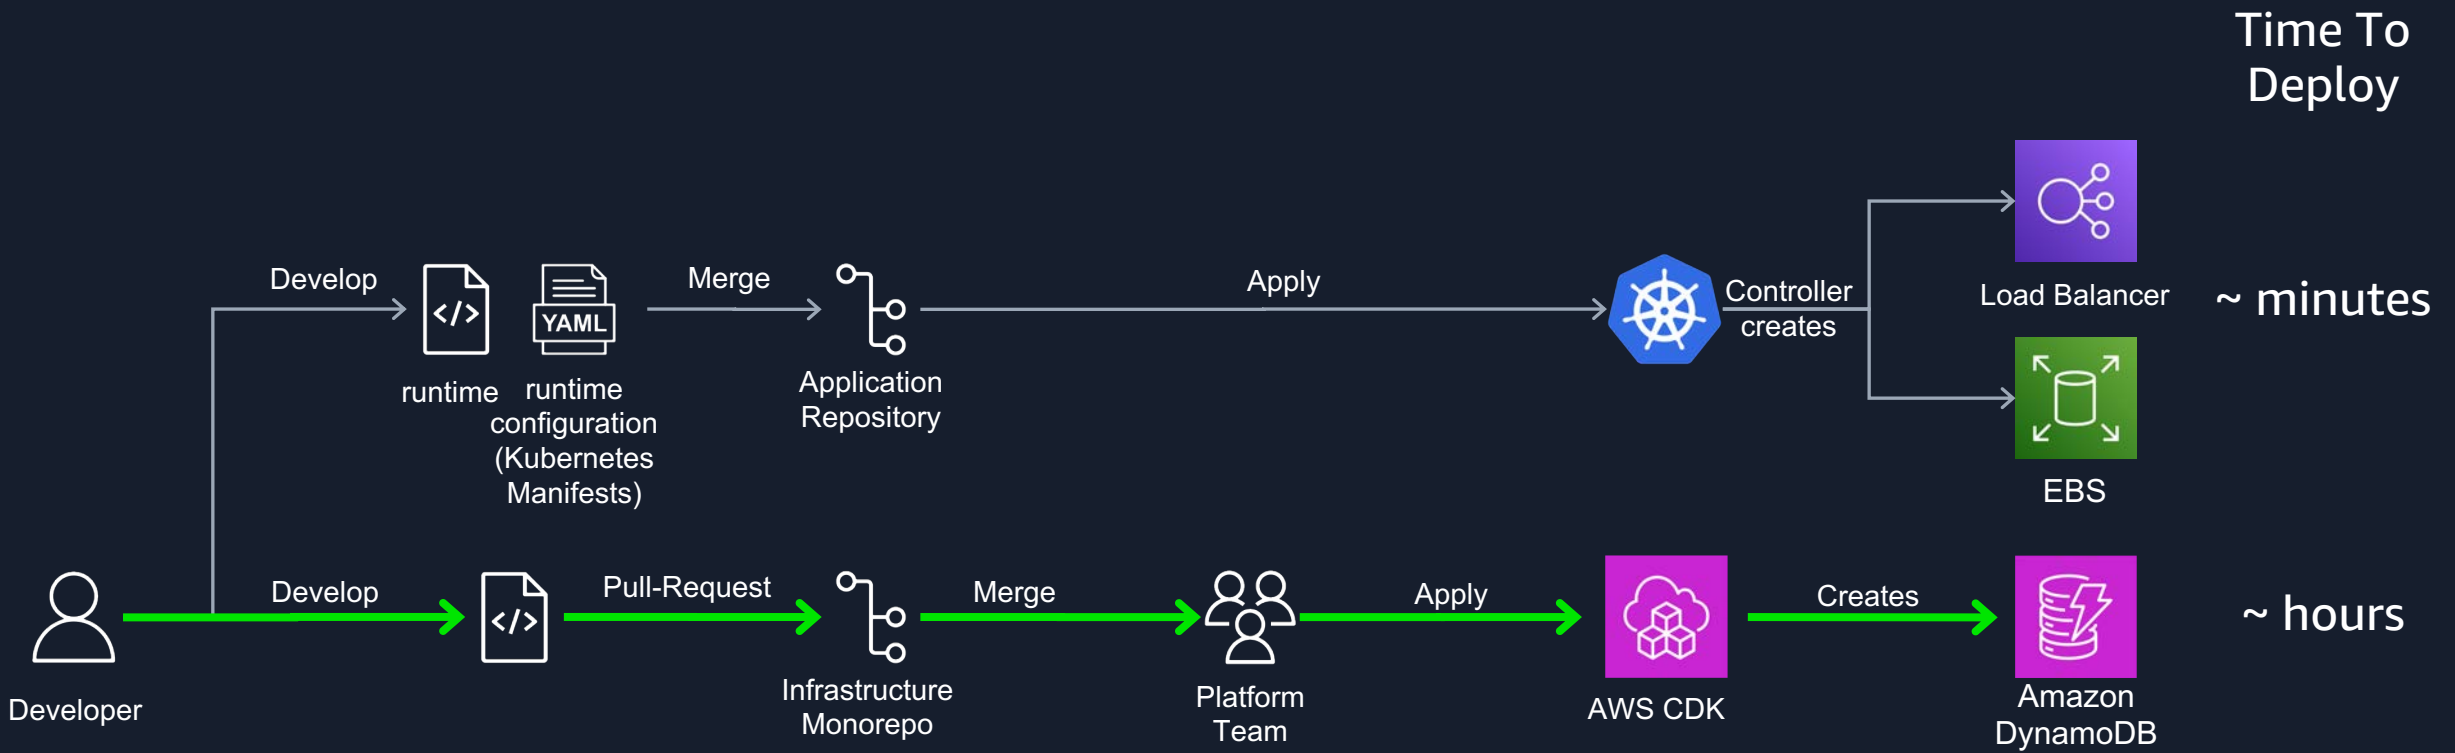 Time To
Deploy
Develop
Merge
Apply
Controller
creates
Load Balancer
~ minutes
</>
YAML
runtime
runtime
configuration
(Kubernetes
Manifests)
Application
Repository
EBS
Develop
Pull-Request
Merge
Apply
Creates
~ hours
</>
Developer
Infrastructure
Monorepo
Platform
Team
AWS CDK
Amazon
DynamoDB